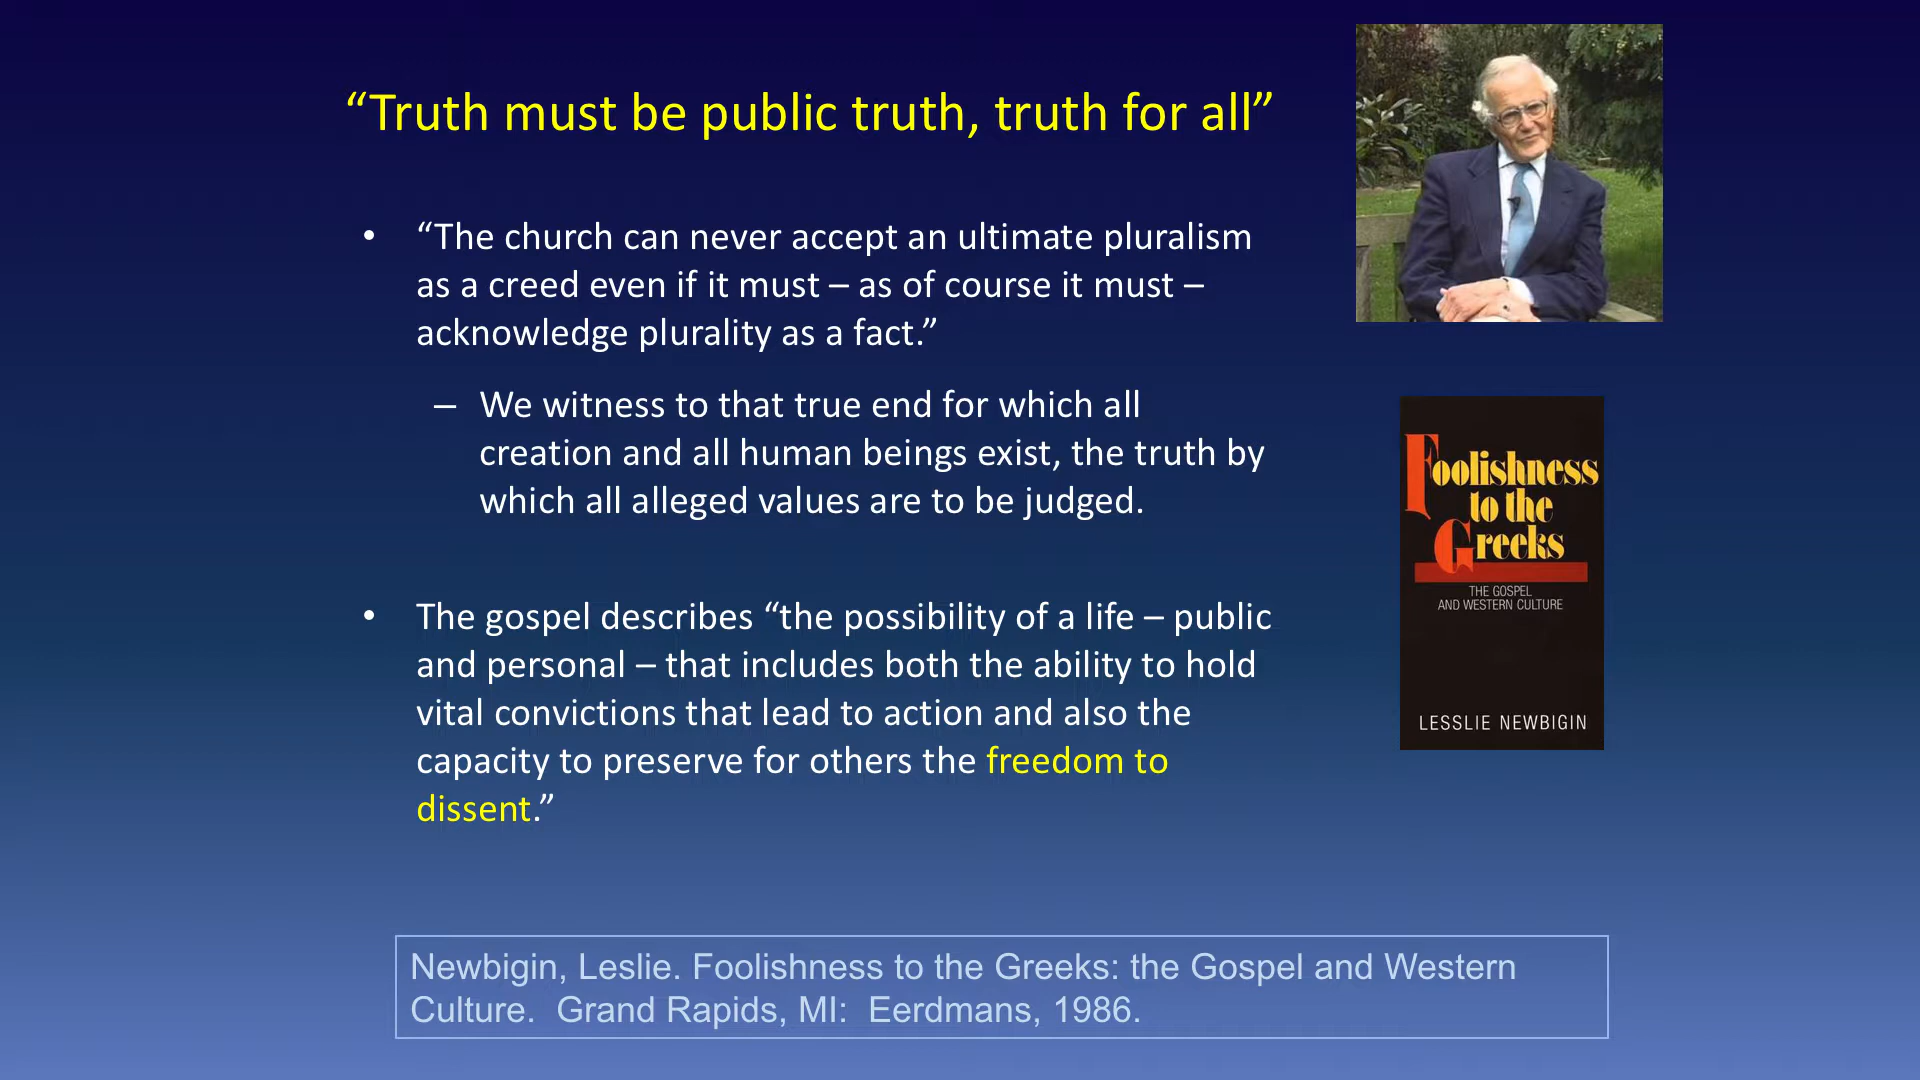 “Truth must be public truth, truth for all”
• “The church can never accept an ultimate pluralism
as a creed even if it must – as of course it must –
acknowledge plurality as a fact.”
– We witness to that true end for which all
creation and all human beings exist, the truth by
which all alleged values are to be judged.
• The gospel describes “the possibility of a life – public
and personal – that includes both the ability to hold
vital convictions that lead to action and also the
capacity to preserve for others the freedom to
dissent.”
Foolishness
to the
Greeks
THE GOSPEL
AND WESTERN CULTURE
LESSLIE NEWBIGIN
Newbigin, Leslie. Foolishness to the Greeks: the Gospel and Western
Culture. Grand Rapids, MI: Eerdmans, 1986.